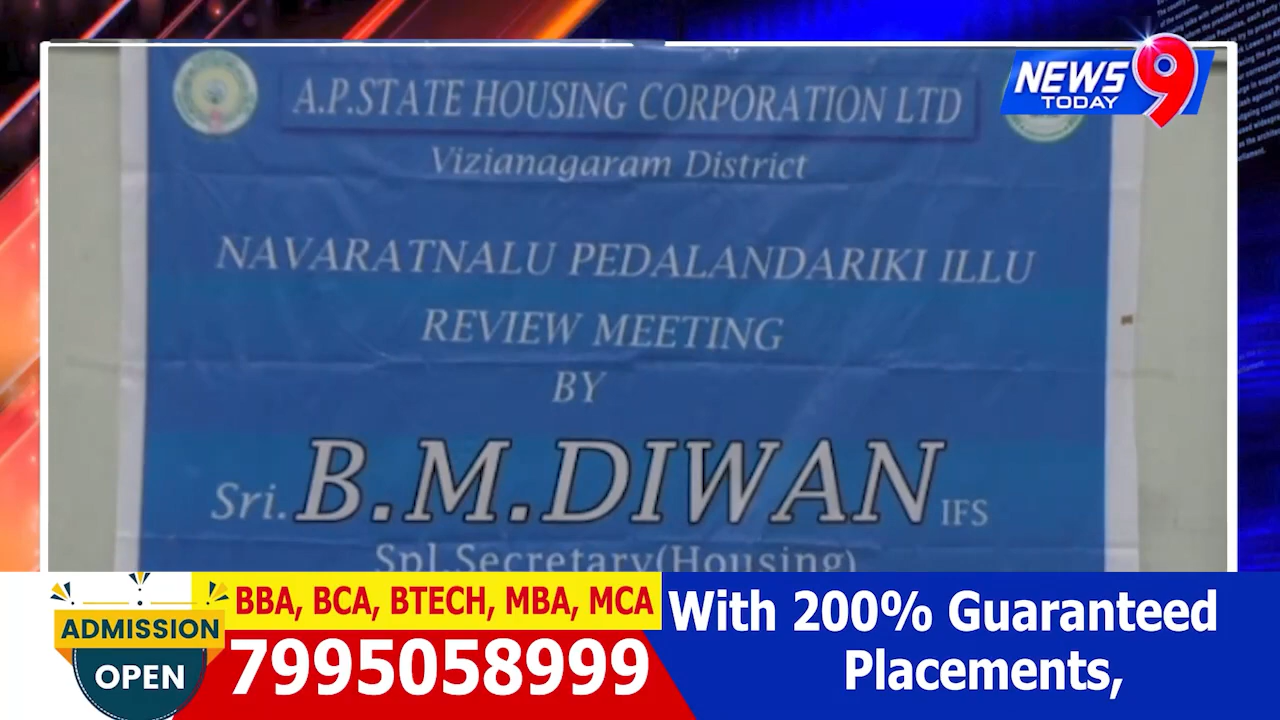 A.P.STATE HOUSING CORPORATION LTD
Vizianagaram District
NAVARATNALU PEDALANDARIKI ILLU
REVIEW MEETING
BY
Sri. B.M.DIWAN IFS
Spl.Secretary(Housing)
NEWS 9
TODAY
ADMISSION
OPEN
BBA, BCA, BTECH, MBA, MCA
7995058999
With 200% Guaranteed
Placements,